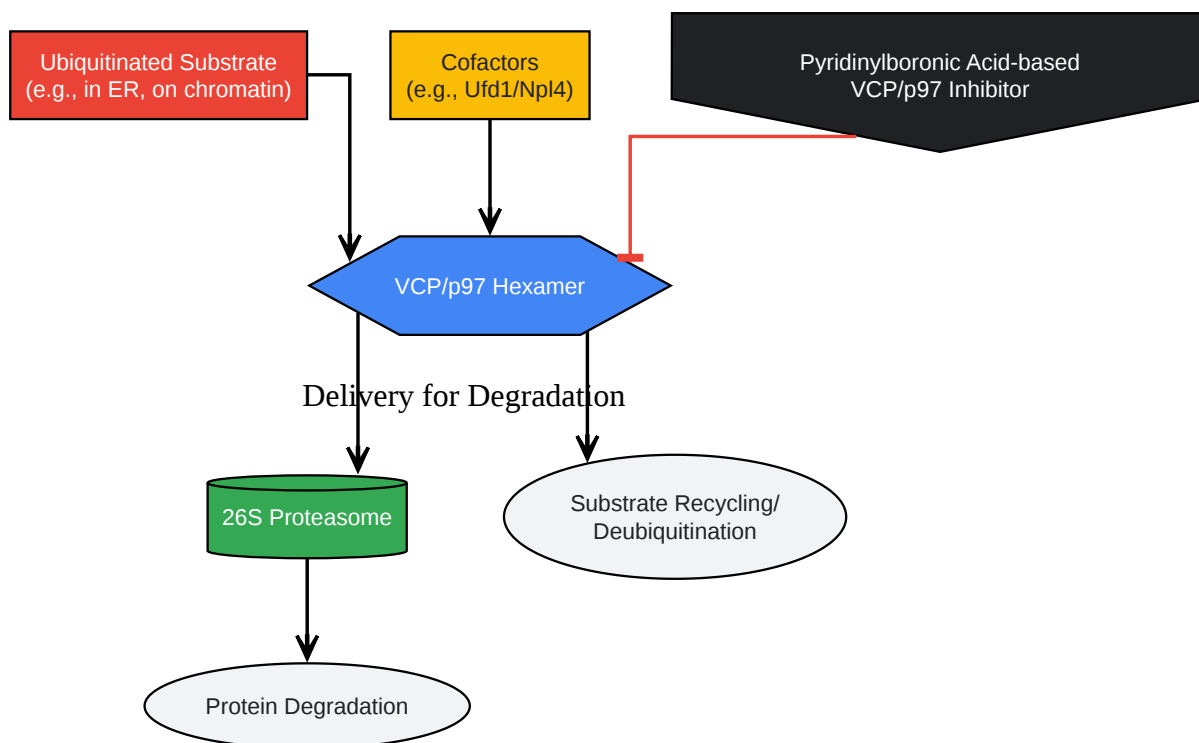 Ubiquitinated Substrate
(e.g., in ER, on chromatin)
Cofactors
(e.g., Ufd1/Npl4)
Pyridinylboronic Acid-based
VCP/p97 Inhibitor
VCP/p97 Hexamer
Delivery for Degradation
26S Proteasome
Substrate Recycling/
Deubiquitination
Protein Degradation